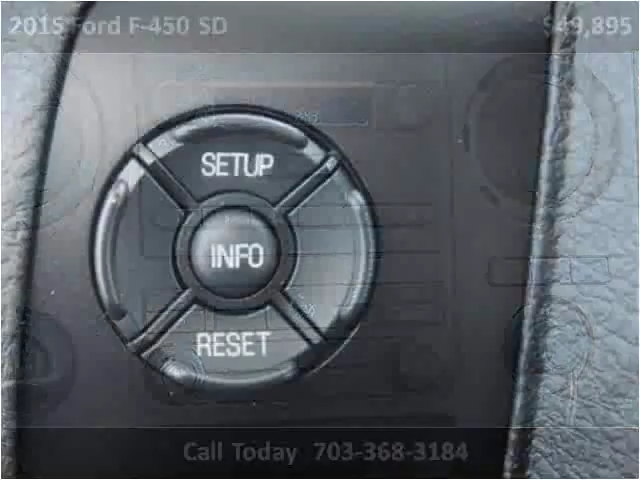 2015 Ford F-450 SD $49,895
SETUP
INFO
RESET
Call Today 703-368-3184